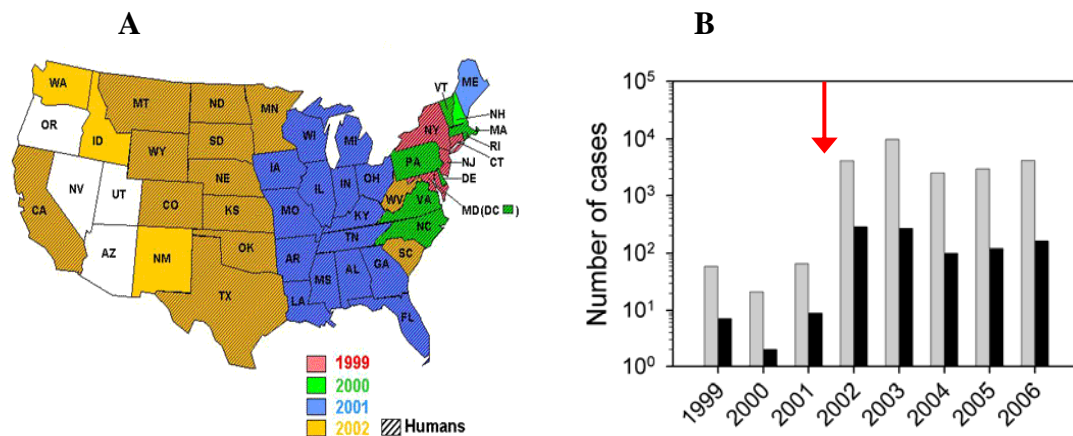 A
B
WA
OR
CA
NV
ID
UT
AZ
MT
WY
CO
NM
ND
SD
NE
KS
OK
TX
MN
IA
MO
AR
LA
WI
IL
MI
IN
OH
KY
TN
MS
AL
GA
FL
SC
NC
VA
WV
PA
NY
VT
ME
NH
MA
RI
CT
NJ
DE
MD(DC )
1999
2000
2001
2002
Humans
Number of cases
10⁵
10⁴
10³
10²
10¹
10⁰
1999
2000
2001
2002
2003
2004
2005
2006